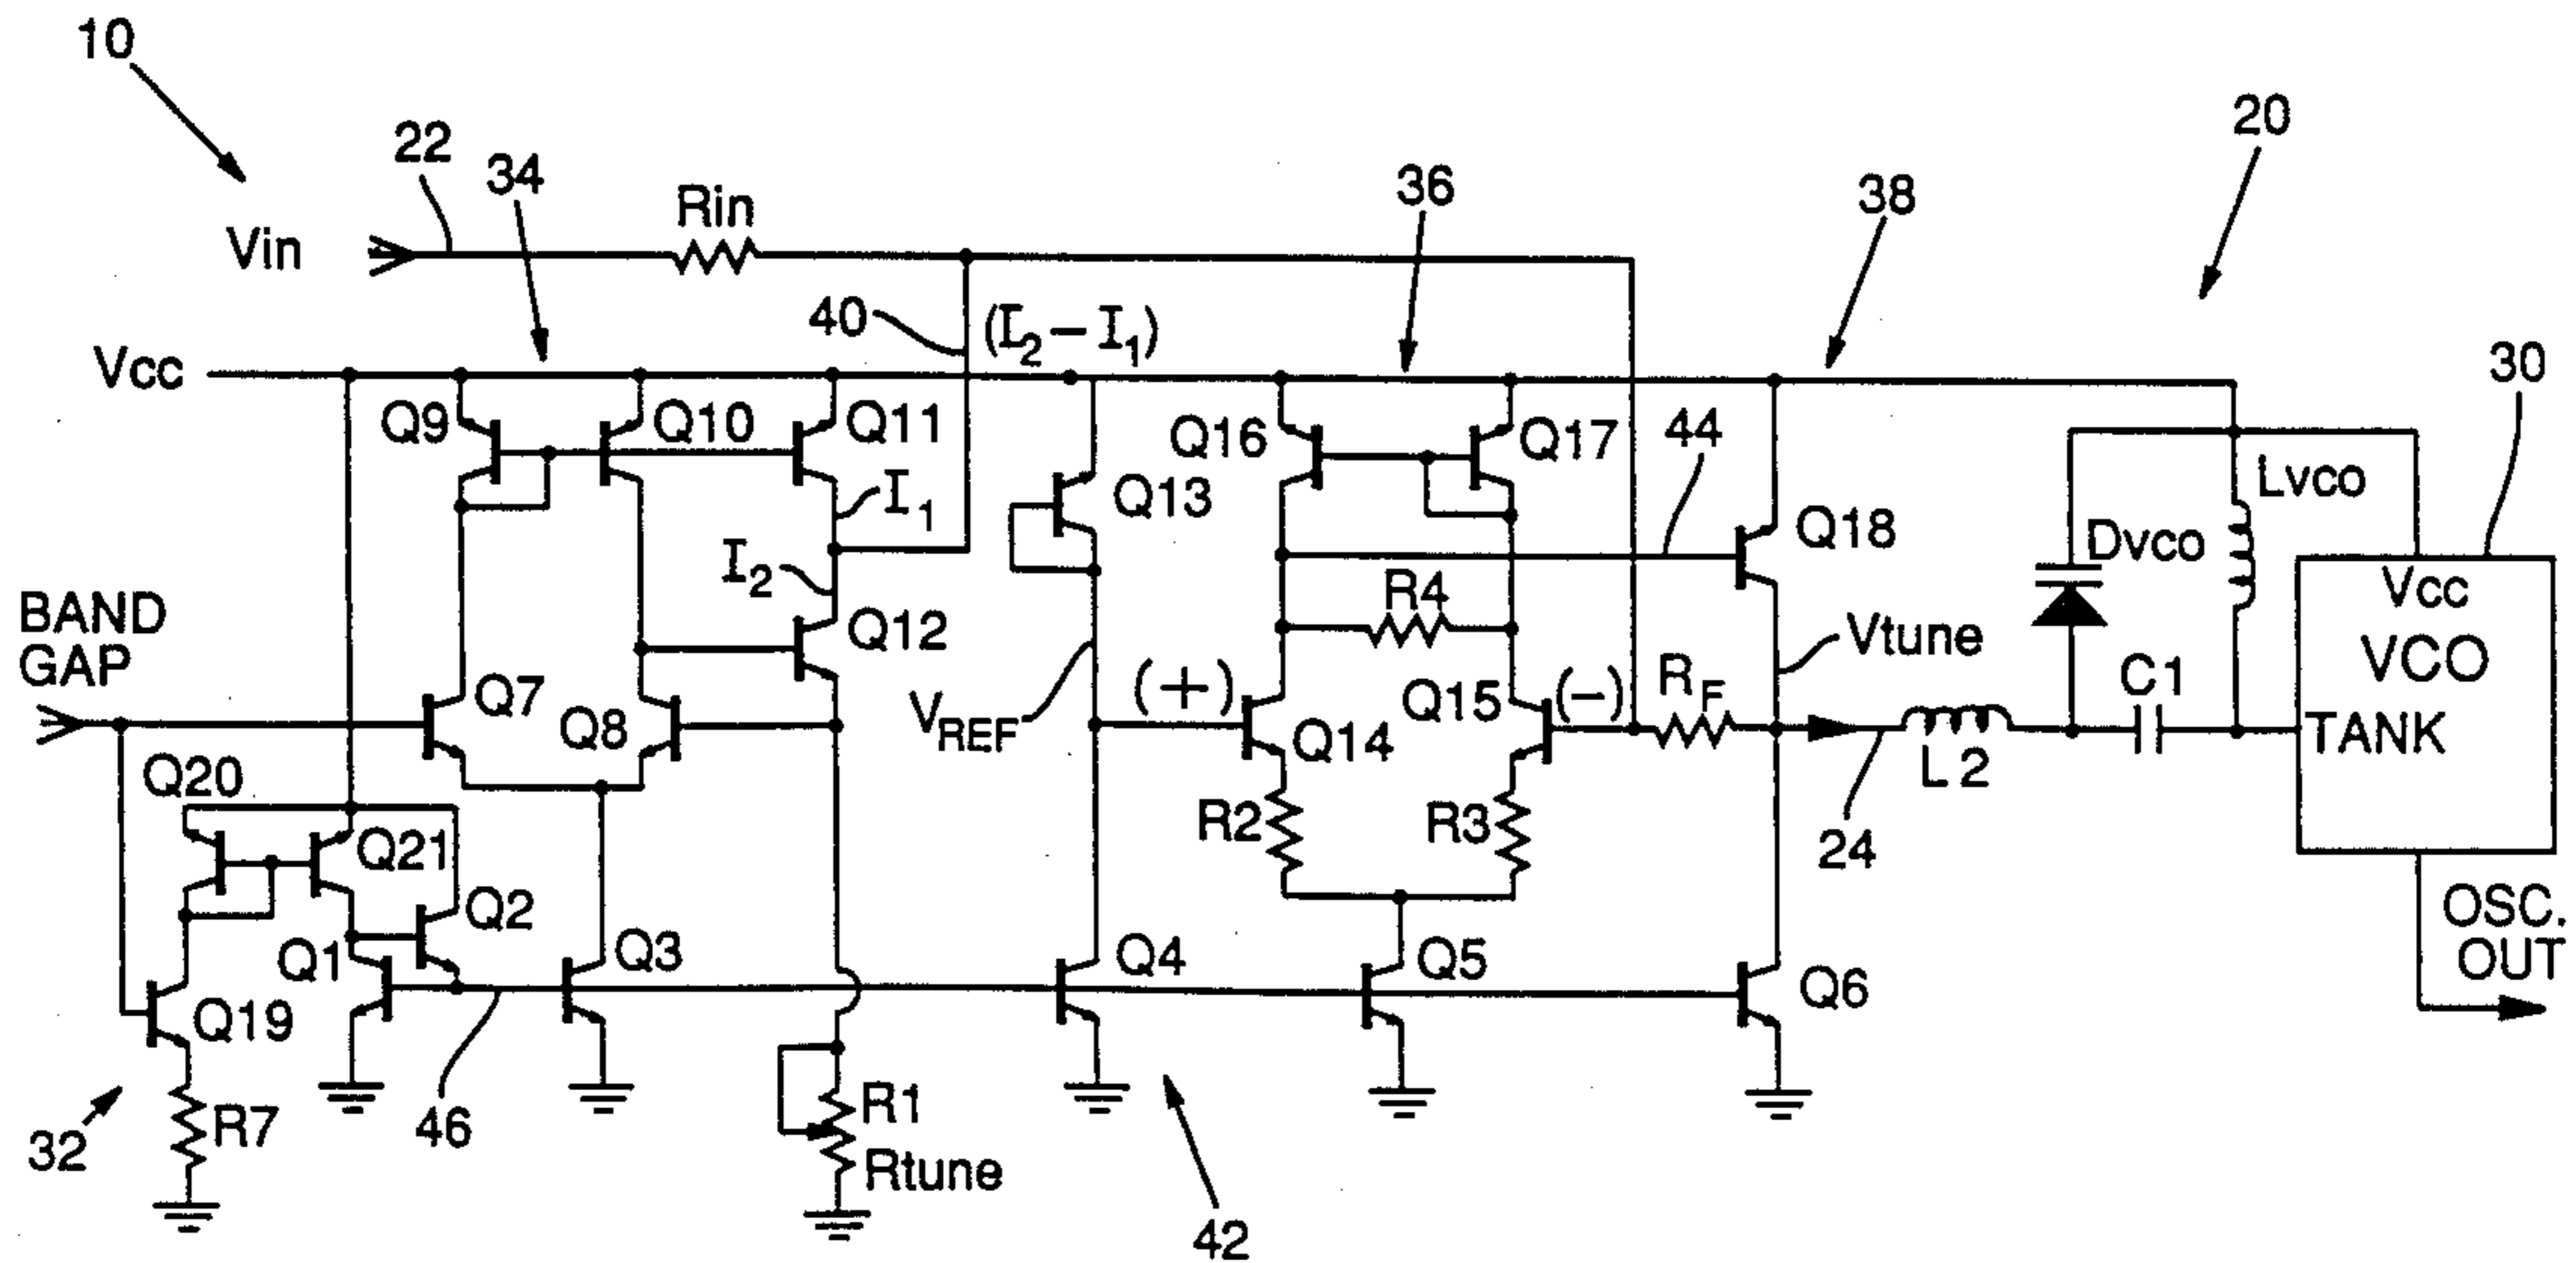 10
22
34
Rin
36
38
20
Vin
40
(I2 − I1)
Vcc
30
Q9
Q10
Q11
Q16
Q17
44
Lvco
I1
Q13
Q18
Dvco
I2
R4
Vcc
BAND
GAP
Q12
VCO
Vtune
(+)
(−)
RF
C1
Q7
Q8
VREF
Q14
Q15
TANK
L2
Q20
R2
R3
24
Q21
Q2
OSC.
OUT
Q1
Q3
Q4
Q5
Q6
Q19
R1
R7
46
32
Rtune
42